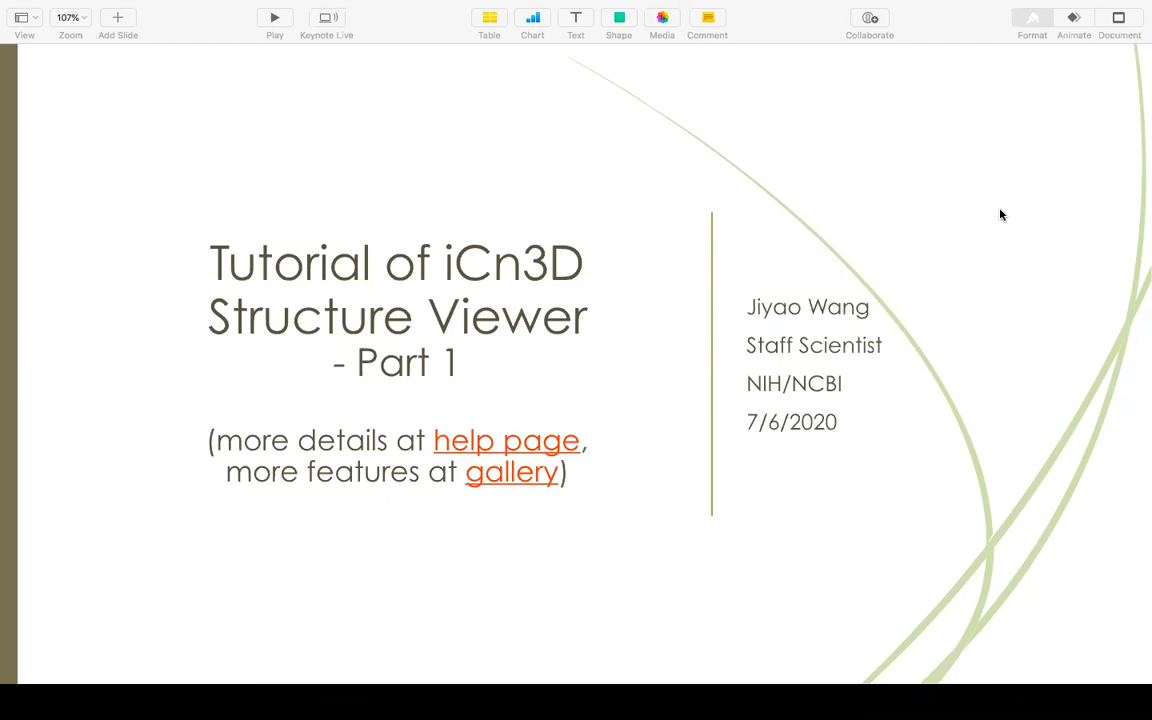 107%
View
Zoom
Add Slide
Play
Keynote Live
Table
Chart
Text
Shape
Media
Comment
Collaborate
Format
Animate
Document
Tutorial of iCn3D
Structure Viewer
- Part 1
(more details at help page,
more features at gallery)
Jiyao Wang
Staff Scientist
NIH/NCBI
7/6/2020